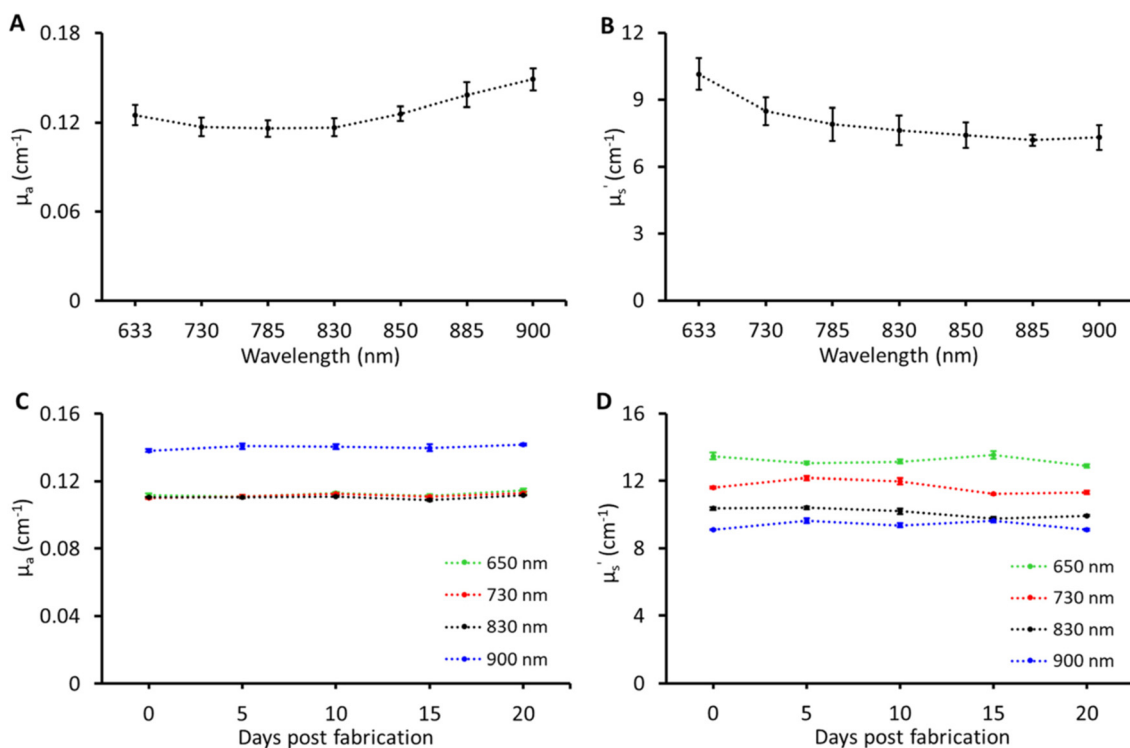 A
0.18
0.12
0.06
0
μa (cm-1)
633 730 785 830 850 885 900
Wavelength (nm)
B
12
9
6
3
0
μs' (cm-1)
633 730 785 830 850 885 900
Wavelength (nm)
C
0.16
0.12
0.08
0.04
0
μa (cm-1)
650 nm
730 nm
830 nm
900 nm
0 5 10 15 20
Days post fabrication
D
16
12
8
4
0
μs' (cm-1)
650 nm
730 nm
830 nm
900 nm
0 5 10 15 20
Days post fabrication